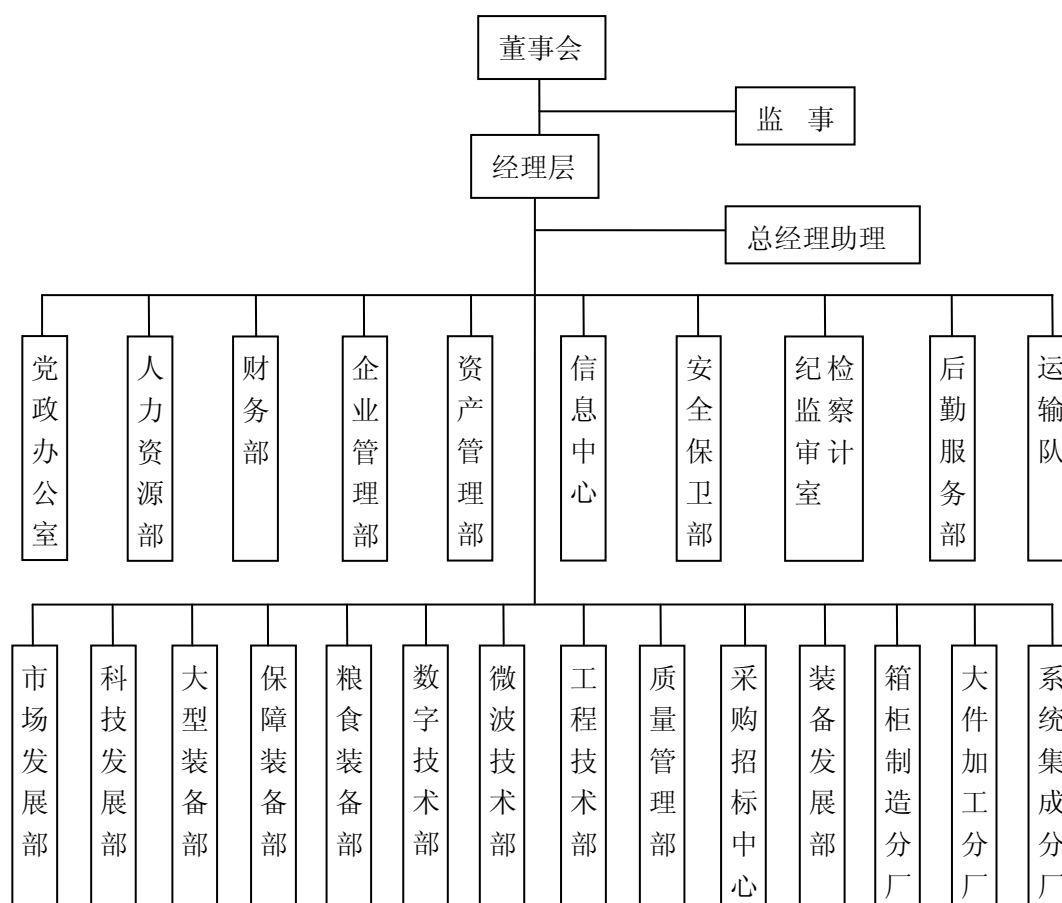 董事会
监 事
经理层
总经理助理
党政办公室
人力资源部
财务部
企业管理部
资产管理部
信息中心
安全保卫部
纪检监察审计室
后勤服务部
运输队
市场发展部
科技发展部
大型装备部
保障装备部
粮食装备部
数字技术部
微波技术部
工程技术部
质量管理部
采购招标中心
装备发展部
箱柜制造分厂
大件加工分厂
系统集成分厂